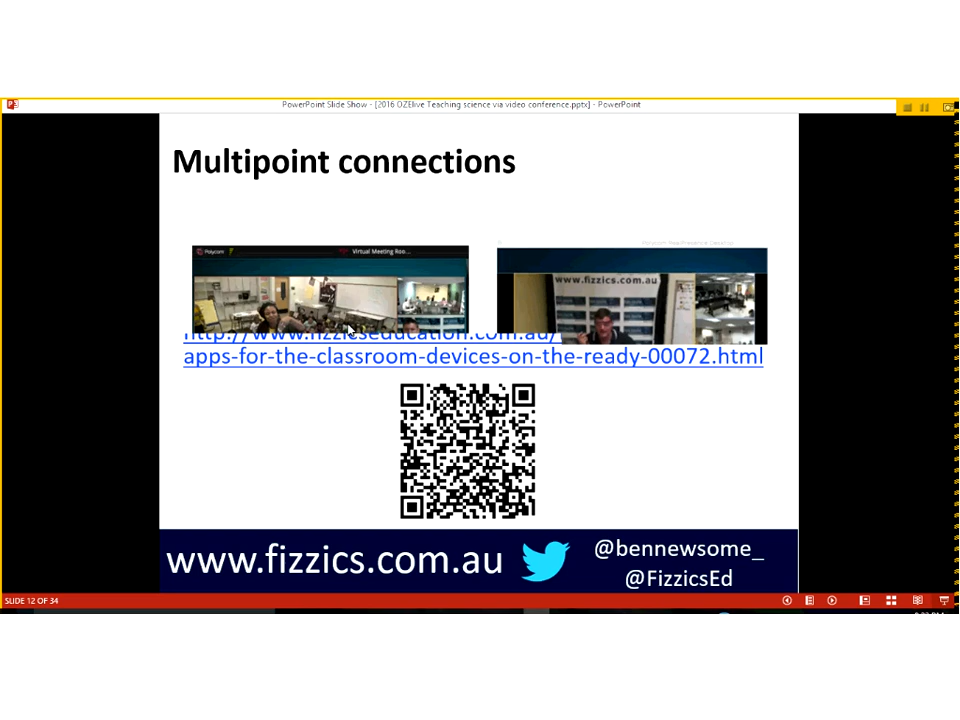 PowerPoint Slide Show - [2016 OZElive Teaching science via video conference.pptx] - PowerPoint
Multipoint connections
Polycom
Virtual Meeting Roo...
www.fizzics.com.au
http://www.fizzicseducation.com.au/
apps-for-the-classroom-devices-on-the-ready-00072.html
www.fizzics.com.au
@bennewsome_
@FizzicsEd
SLIDE 12 OF 34